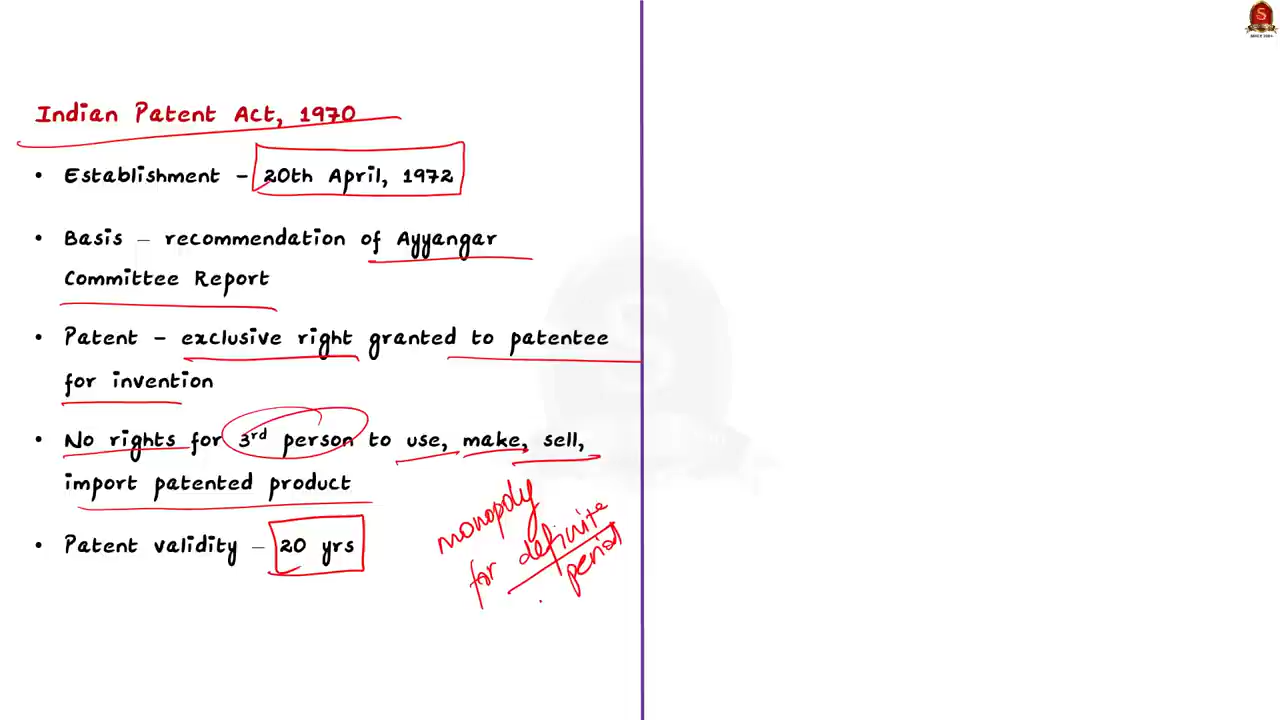 Indian Patent Act, 1970
• Establishment – 20th April, 1972
• Basis – recommendation of Ayyangar
Committee Report
• Patent – exclusive right granted to patentee
for invention
• No rights for 3rd person to use, make, sell,
import patented product
• Patent validity – 20 yrs
monopoly
for definite
period
S
SINCE 2004